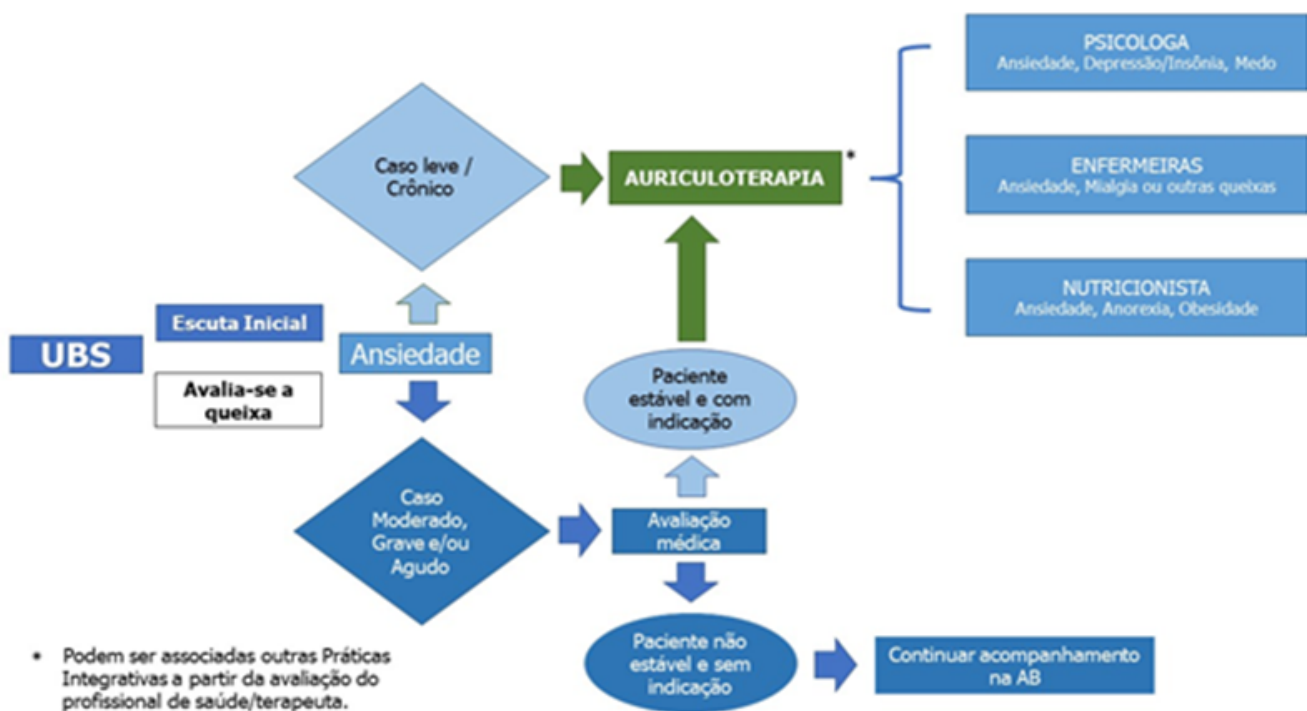 PSICOLOGA
Ansiedade, Depressão/Insônia, Medo
Caso leve /
Crônico
AURICULOTERAPIA
*
ENFERMEIRAS
Ansiedade, Mialgia ou outras queixas
NUTRICIONISTA
Ansiedade, Anorexia, Obesidade
UBS
Escuta Inicial
Avalia-se a
queixa
Ansiedade
Paciente
estável e com
indicação
Caso
Moderado,
Grave e/ou
Agudo
Avaliação
médica
Paciente não
estável e sem
indicação
Continuar acompanhamento
na AB
* Podem ser associadas outras Práticas
Integrativas a partir da avaliação do
profissional de saúde/terapeuta.